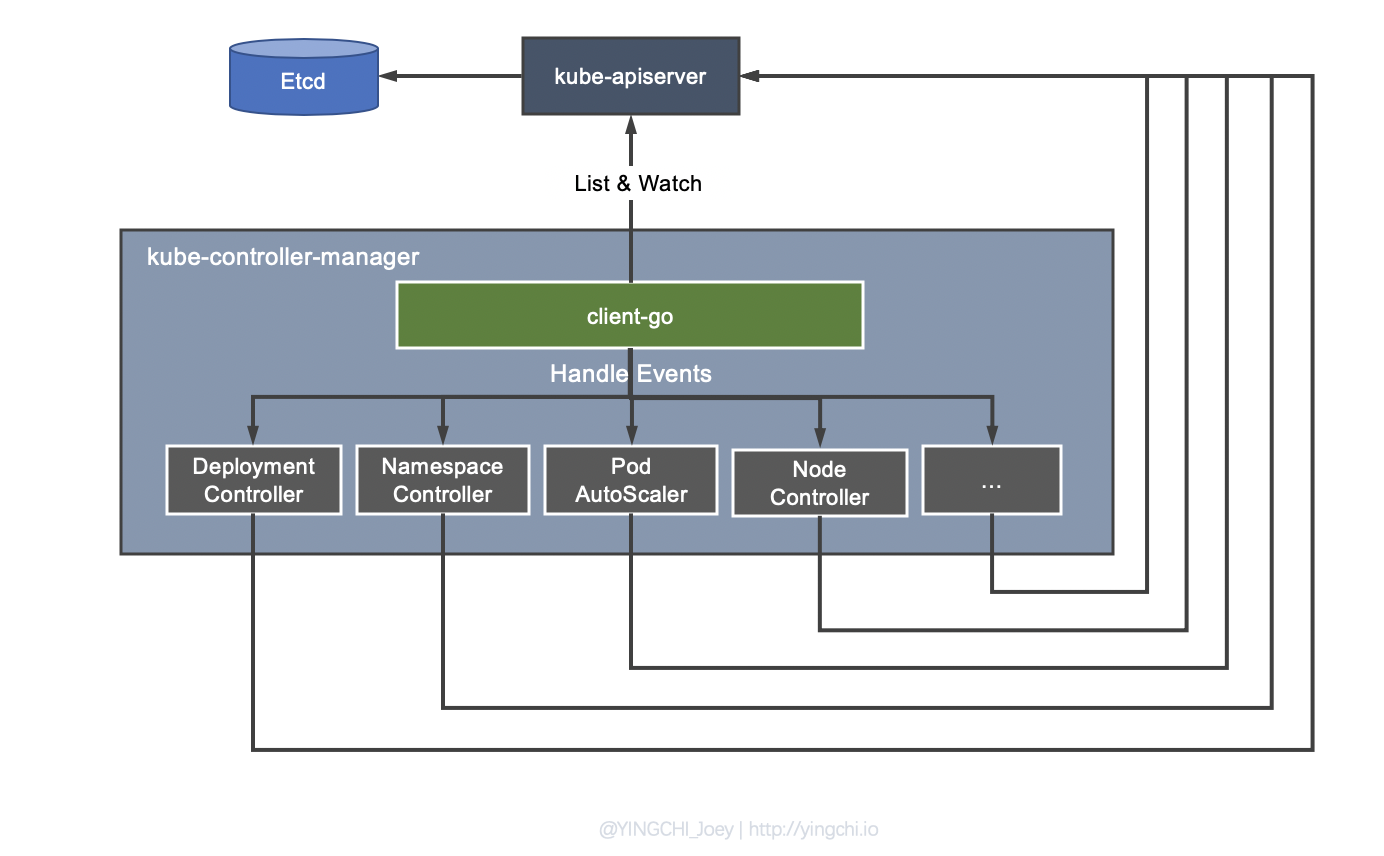 Etcd
kube-apiserver
List & Watch
kube-controller-manager
client-go
Handle Events
Deployment
Controller
Namespace
Controller
Pod
AutoScaler
Node
Controller
...
@YINGCHI_Joey | http://yingchi.io